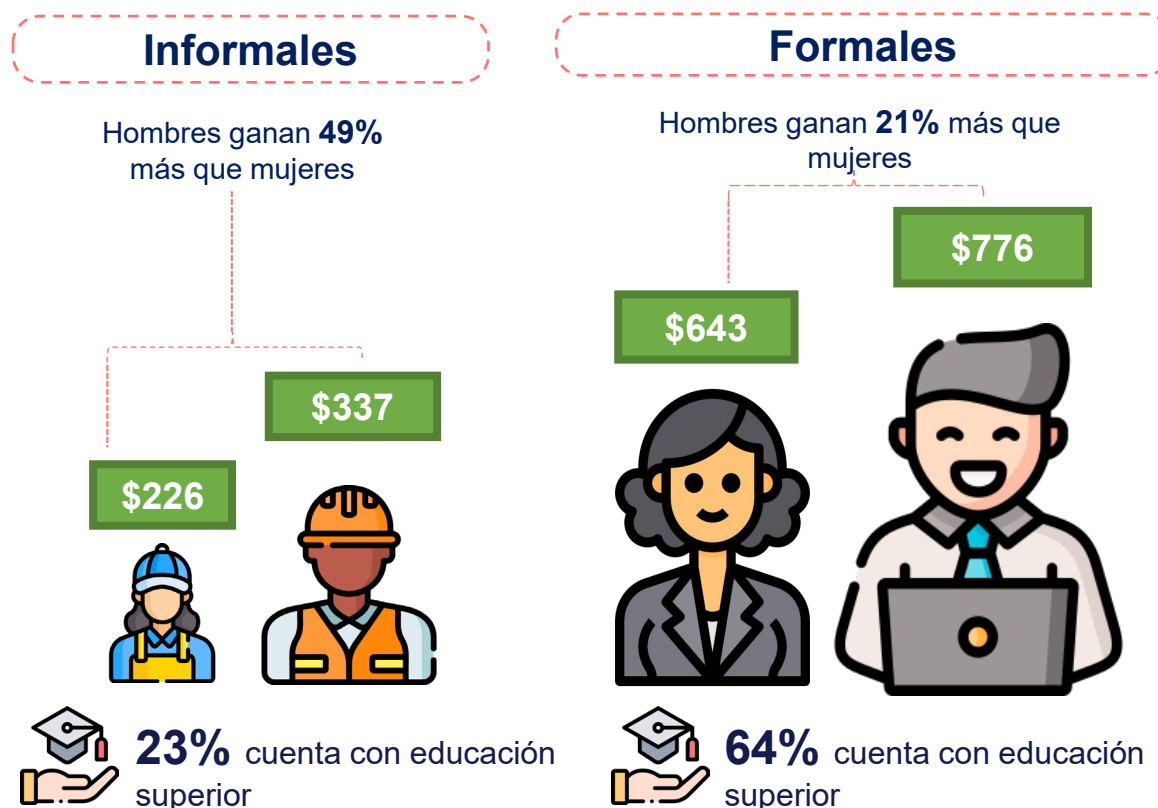 Informales
Hombres ganan 49%
más que mujeres
$337
$226
23% cuenta con educación
superior
Formales
Hombres ganan 21% más que
mujeres
$776
$643
64% cuenta con educación
superior